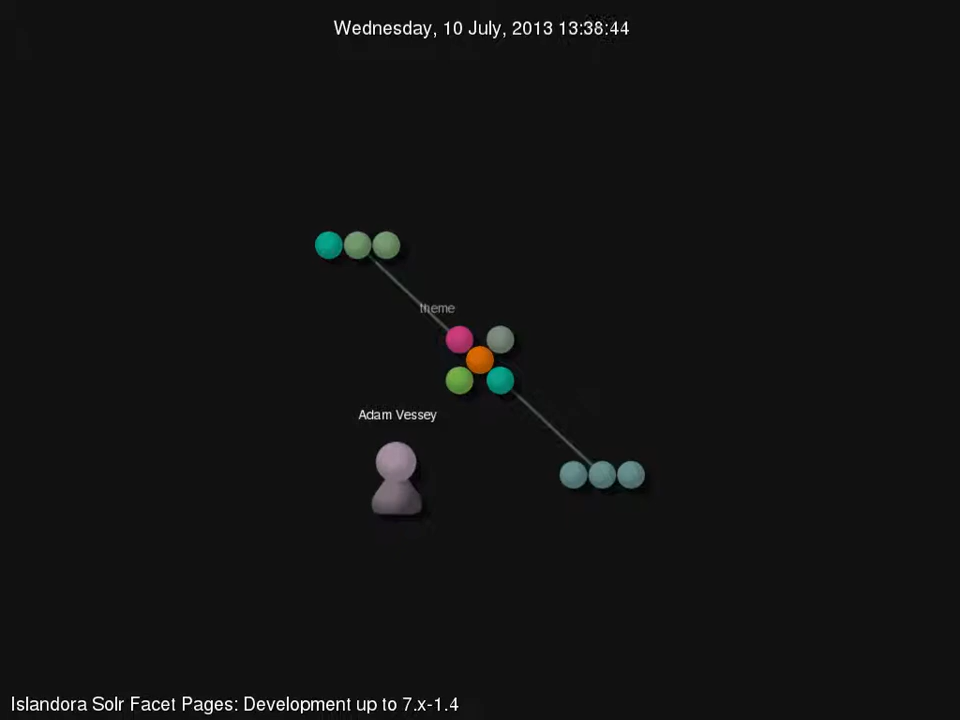 Wednesday, 10 July, 2013 13:38:44
theme
Adam Vessey
Islandora Solr Facet Pages: Development up to 7.x-1.4